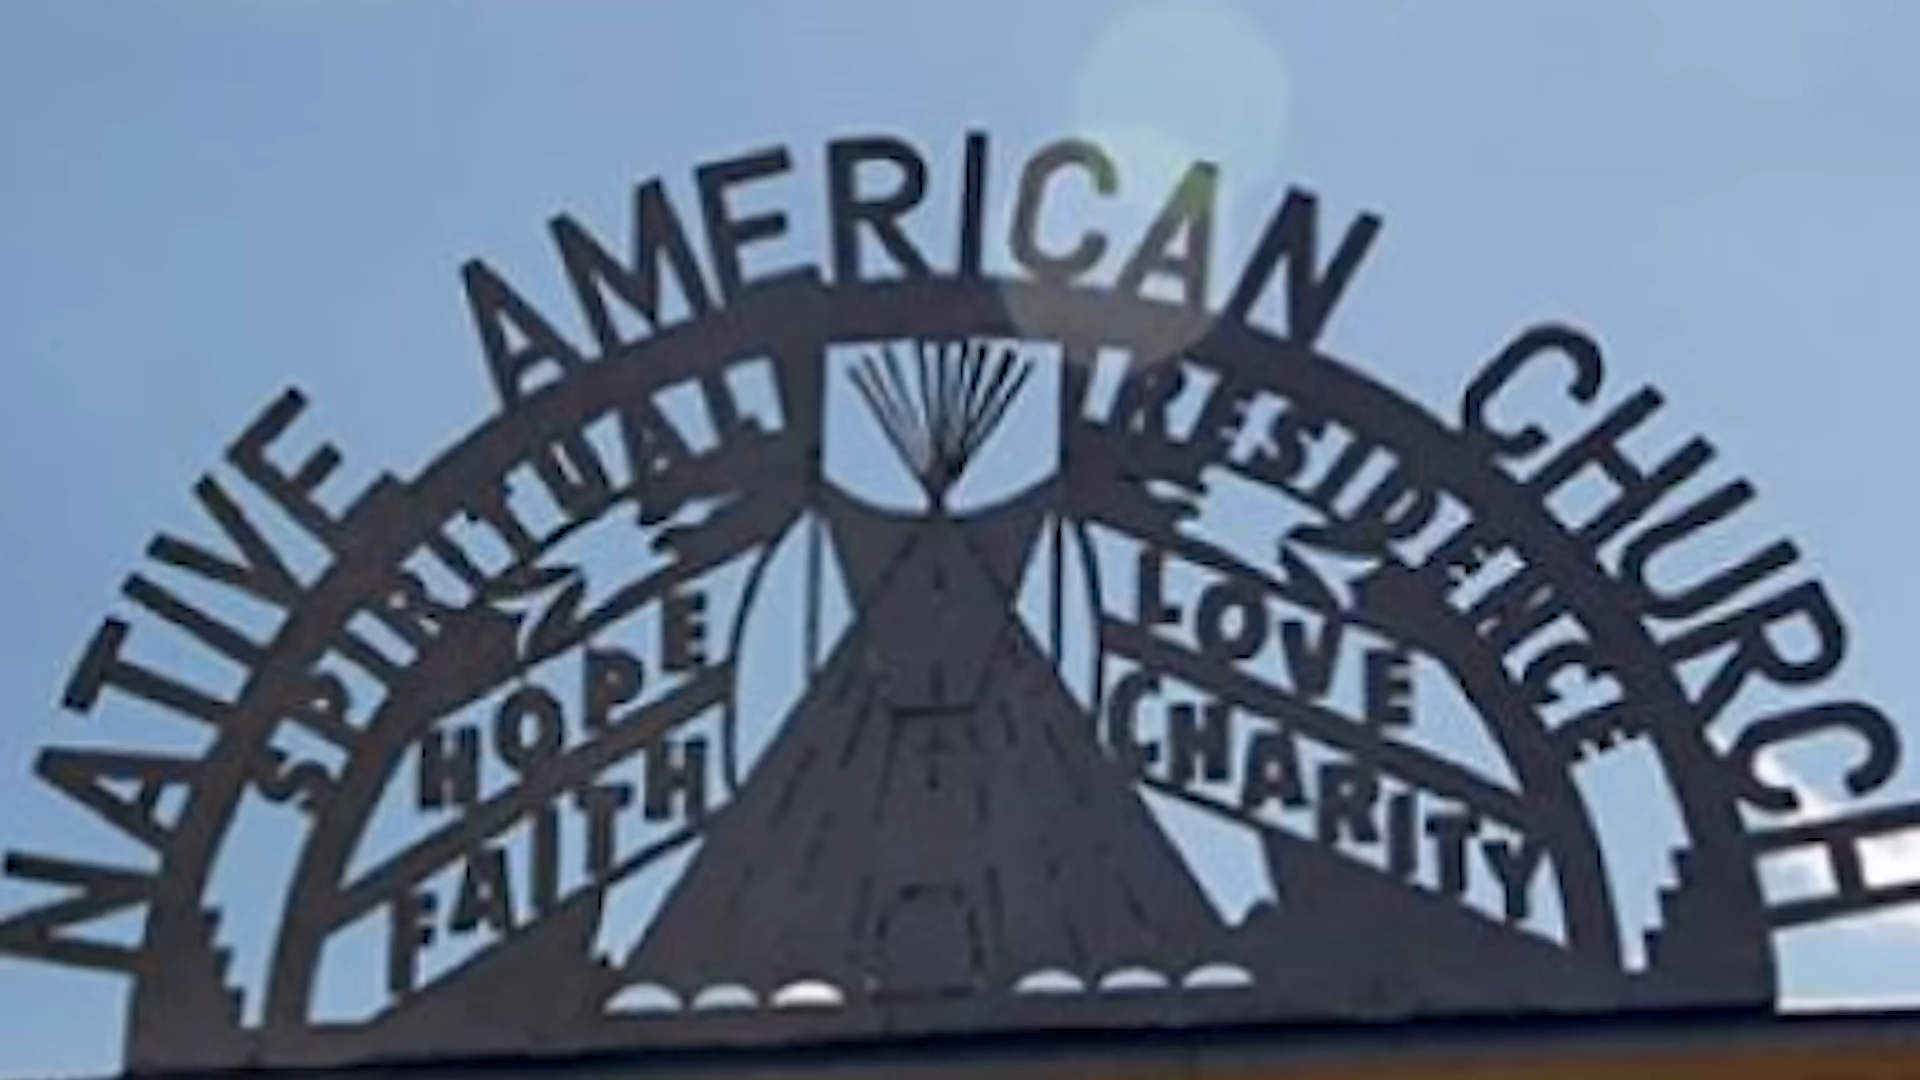 NATIVE AMERICAN CHURCH
SPIRITUAL RESIDENCE
HOPE
FAITH
LOVE
CHARITY